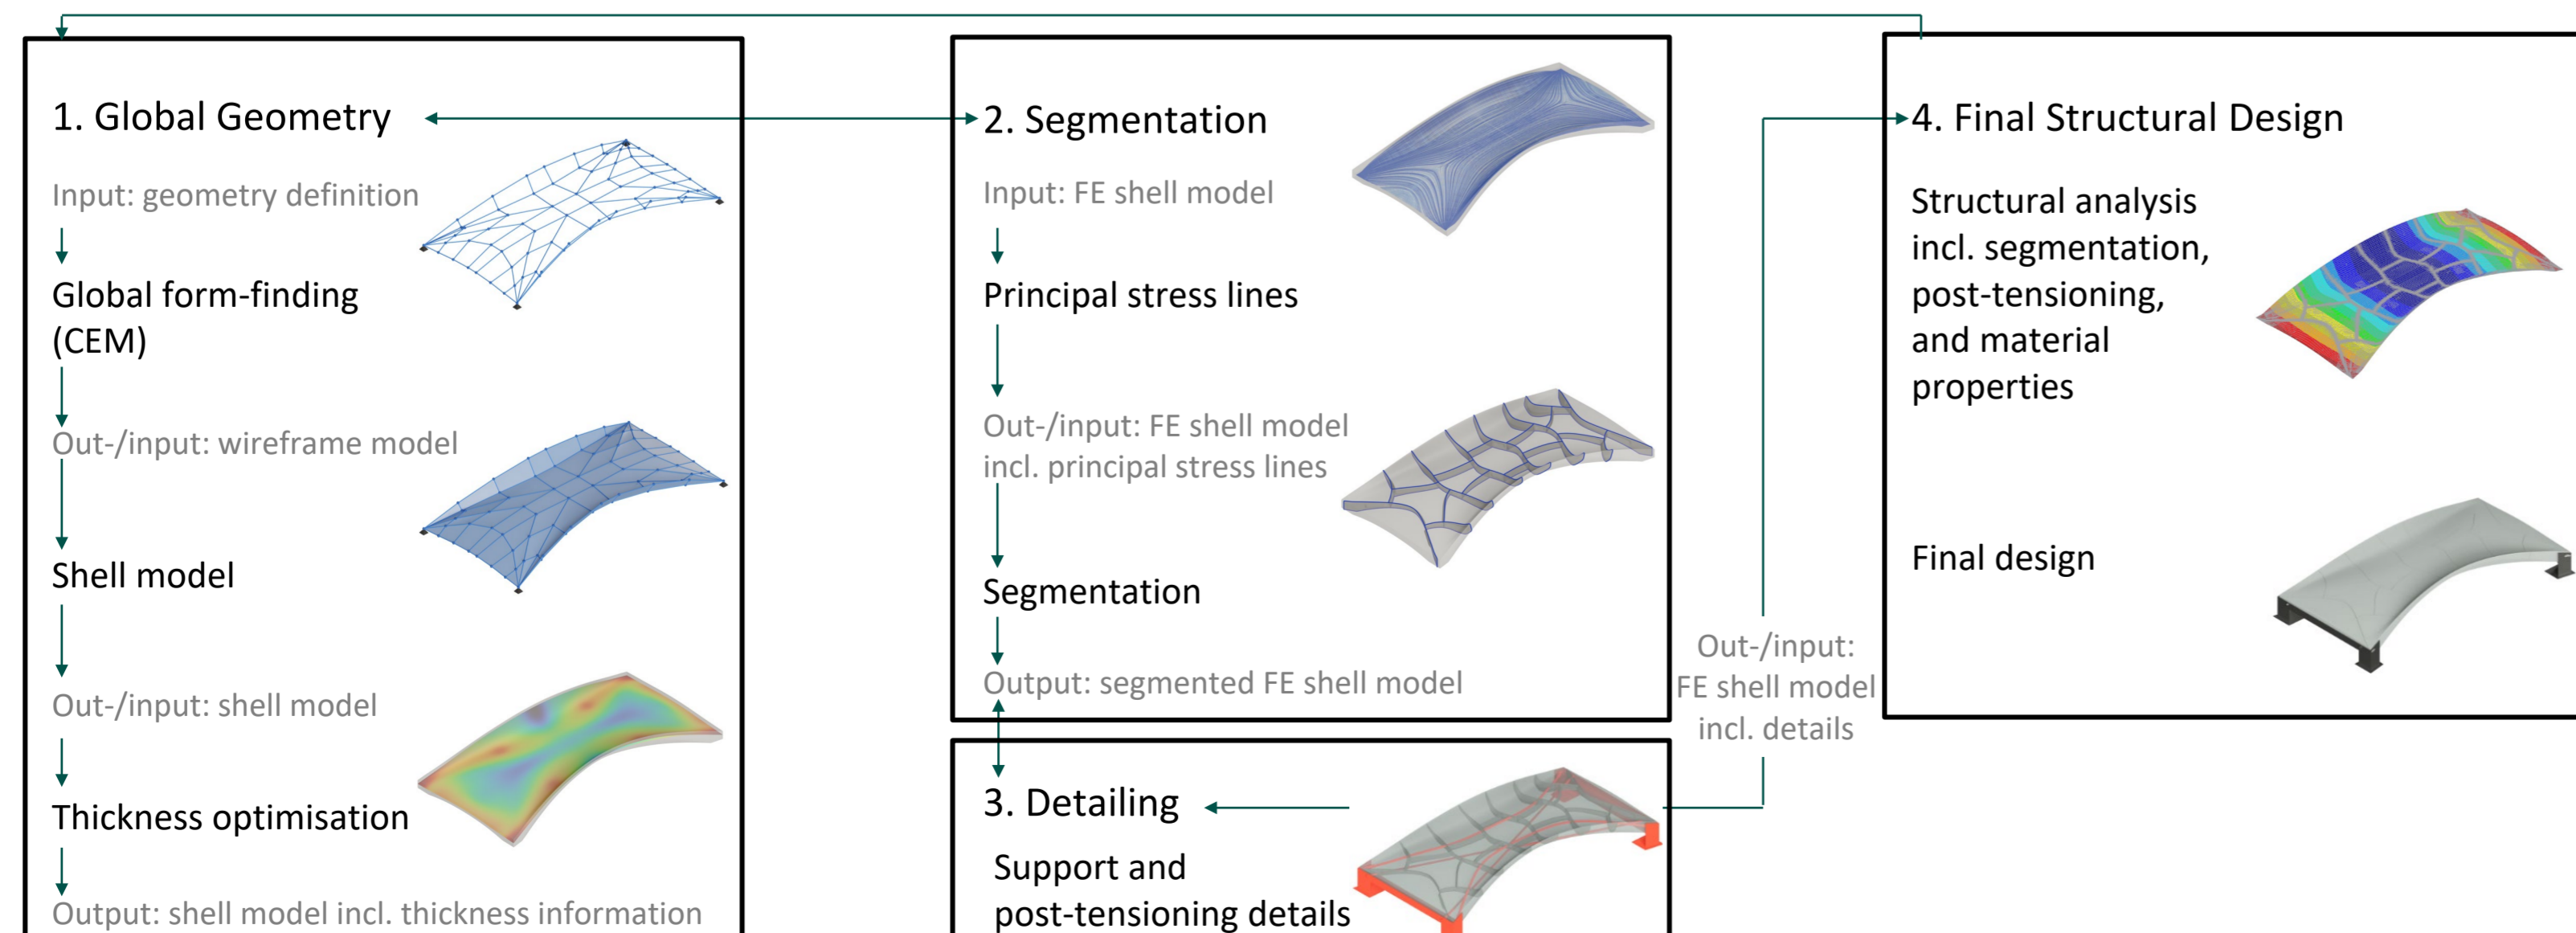 1. Global Geometry
Input: geometry definition
Global form-finding
(CEM)
Out-/input: wireframe model
Shell model
Out-/input: shell model
Thickness optimisation
Output: shell model incl. thickness information
2. Segmentation
Input: FE shell model
Principal stress lines
Out-/input: FE shell model
incl. principal stress lines
Segmentation
Output: segmented FE shell model
3. Detailing
Support and
post-tensioning details
Out-/input:
FE shell model
incl. details
4. Final Structural Design
Structural analysis
incl. segmentation,
post-tensioning,
and material
properties
Final design